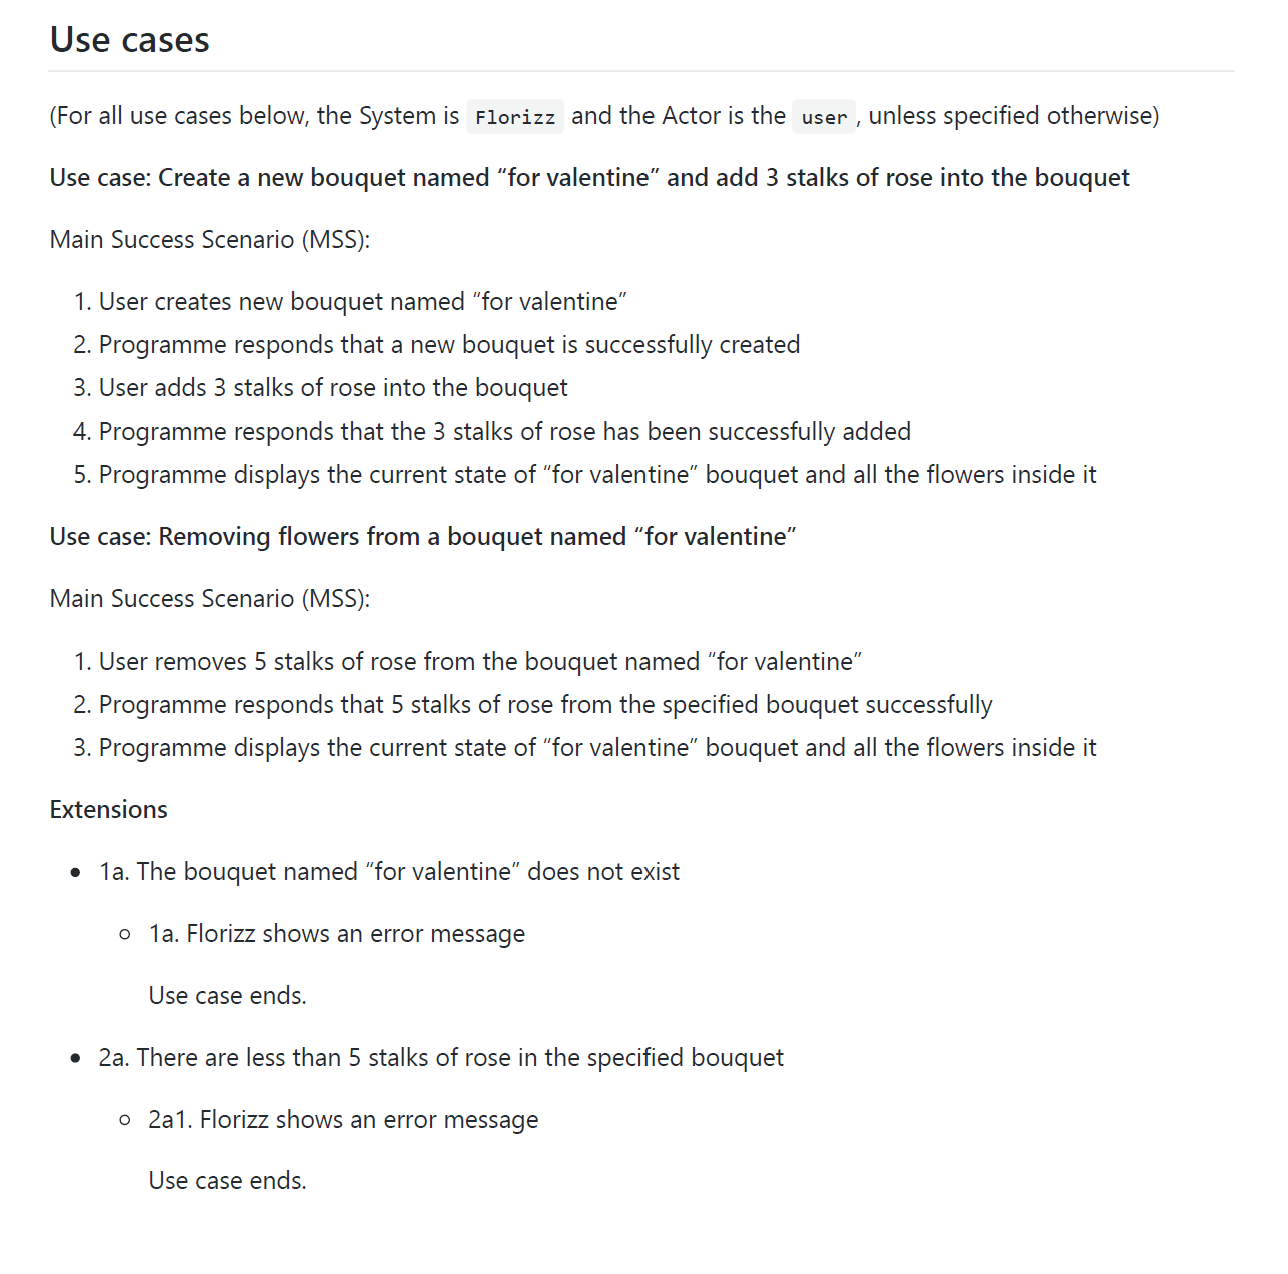 Use cases
(For all use cases below, the System is Florizz and the Actor is the user, unless specified otherwise)
Use case: Create a new bouquet named “for valentine” and add 3 stalks of rose into the bouquet
Main Success Scenario (MSS):
1. User creates new bouquet named “for valentine”
2. Programme responds that a new bouquet is successfully created
3. User adds 3 stalks of rose into the bouquet
4. Programme responds that the 3 stalks of rose has been successfully added
5. Programme displays the current state of “for valentine” bouquet and all the flowers inside it
Use case: Removing flowers from a bouquet named “for valentine”
Main Success Scenario (MSS):
1. User removes 5 stalks of rose from the bouquet named “for valentine”
2. Programme responds that 5 stalks of rose from the specified bouquet successfully
3. Programme displays the current state of “for valentine” bouquet and all the flowers inside it
Extensions
• 1a. The bouquet named “for valentine” does not exist
○ 1a. Florizz shows an error message
Use case ends.
• 2a. There are less than 5 stalks of rose in the specified bouquet
○ 2a1. Florizz shows an error message
Use case ends.